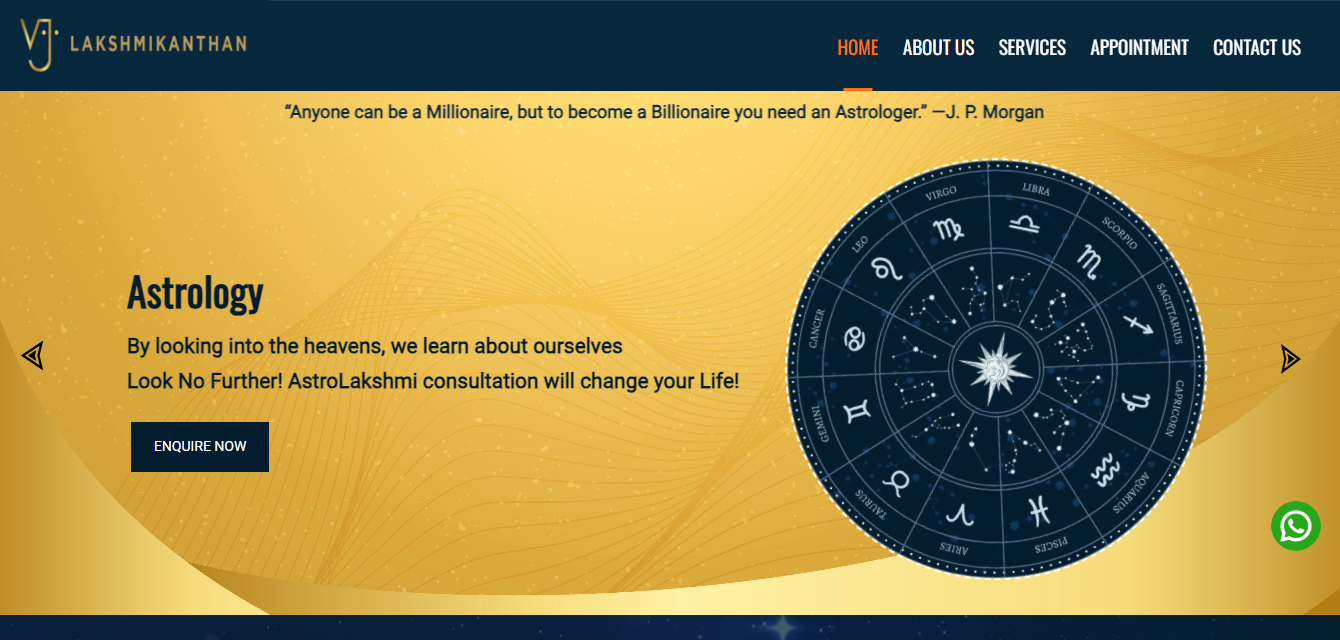 VJ LAKSHMIKANTHAN
HOME ABOUT US SERVICES APPOINTMENT CONTACT US
“Anyone can be a Millionaire, but to become a Billionaire you need an Astrologer.” —J. P. Morgan
Astrology
By looking into the heavens, we learn about ourselves
Look No Further! AstroLakshmi consultation will change your Life!
ENQUIRE NOW
VIRGO
LIBRA
SCORPIO
SAGITTARIUS
CAPRICORN
AQUARIUS
PISCES
ARIES
TAURUS
GEMINI
CANCER
LEO